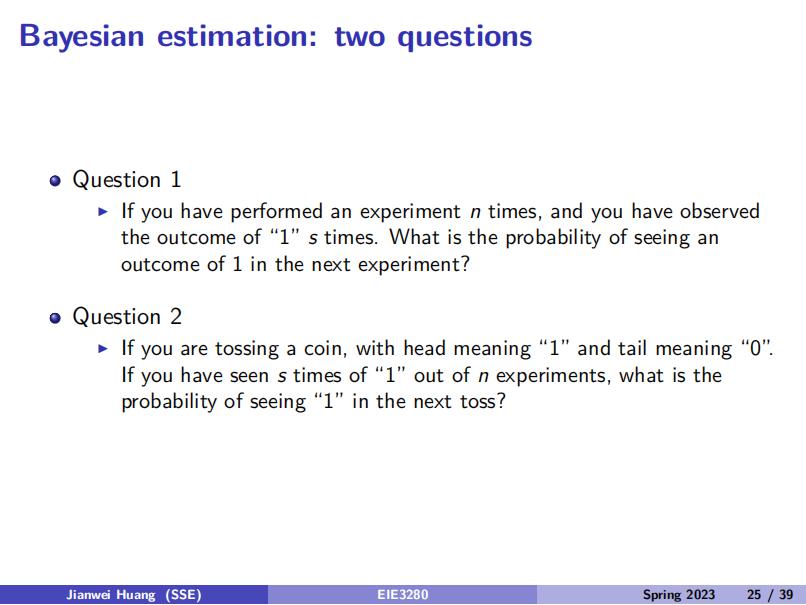 Bayesian estimation: two questions
Question 1
If you have performed an experiment n times, and you have observed
the outcome of “1” s times. What is the probability of seeing an
outcome of 1 in the next experiment?
Question 2
If you are tossing a coin, with head meaning “1” and tail meaning “0”.
If you have seen s times of “1” out of n experiments, what is the
probability of seeing “1” in the next toss?
Jianwei Huang (SSE) EIE3280 Spring 2023 25 / 39